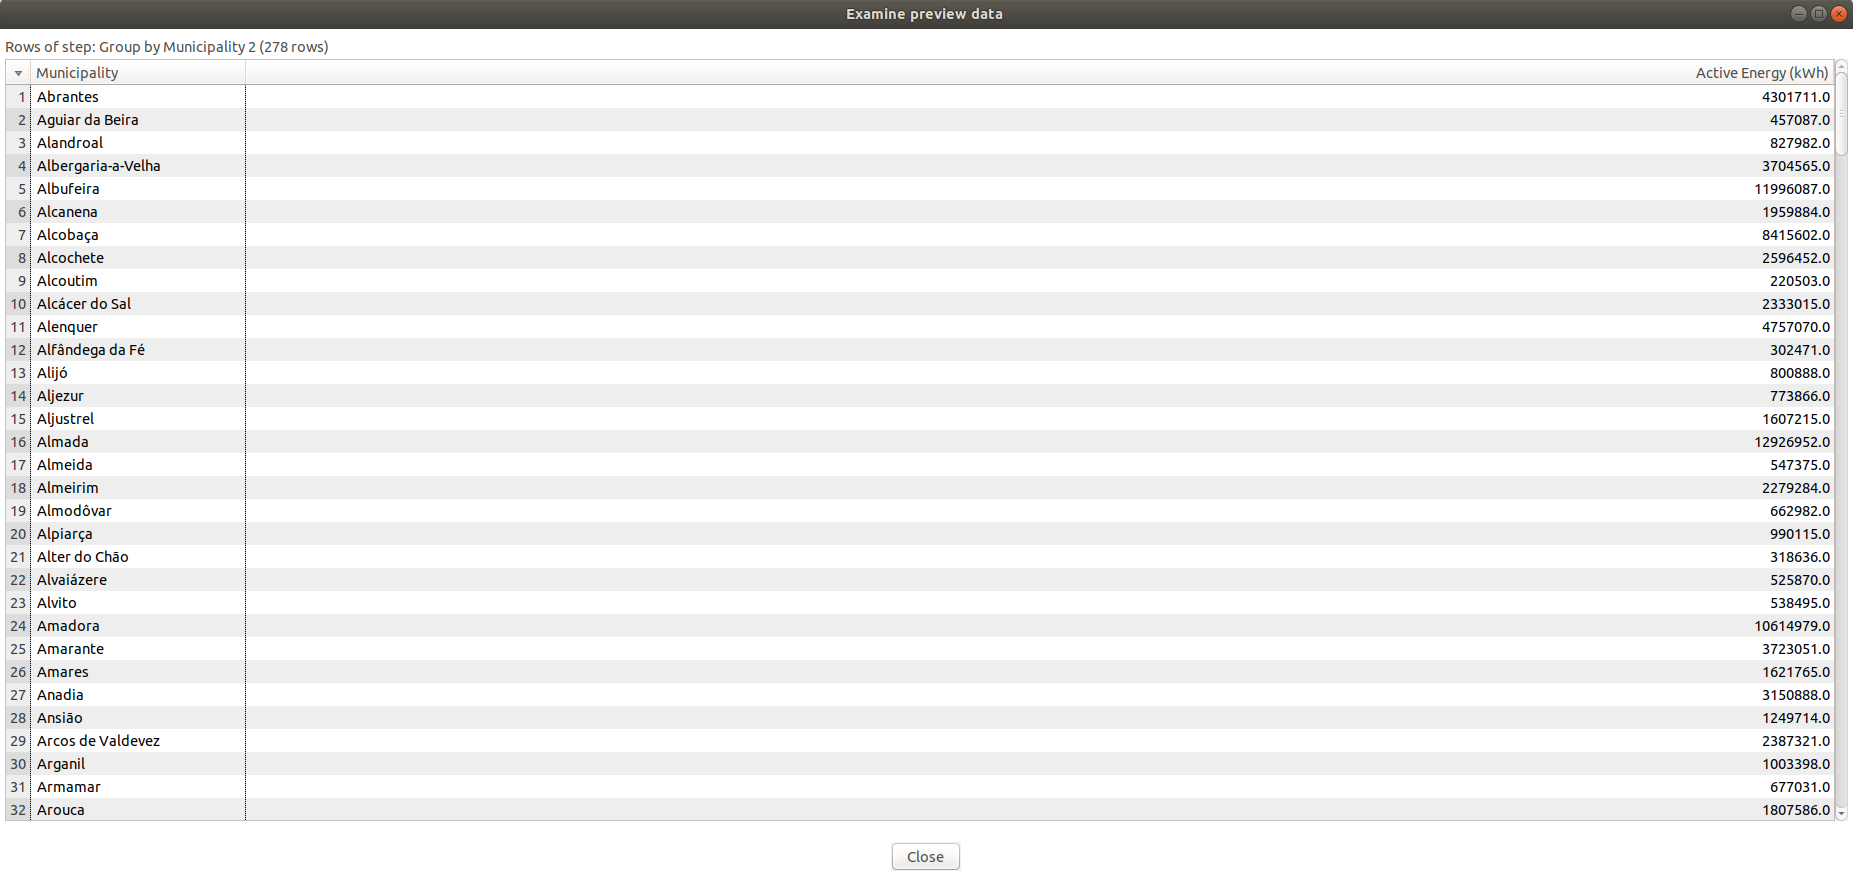 Examine preview data
Rows of step: Group by Municipality 2 (278 rows)
Municipality Active Energy (kWh)
1 Abrantes 4301711.0
2 Aguiar da Beira 457087.0
3 Alandroal 827982.0
4 Albergaria-a-Velha 3704565.0
5 Albufeira 11996087.0
6 Alcanena 1959884.0
7 Alcobaça 8415602.0
8 Alcochete 2596452.0
9 Alcoutim 220503.0
10 Alcácer do Sal 2333015.0
11 Alenquer 4757070.0
12 Alfândega da Fé 302471.0
13 Alijó 800888.0
14 Aljezur 773866.0
15 Aljustrel 1607215.0
16 Almada 12926952.0
17 Almeida 547375.0
18 Almeirim 2279284.0
19 Almodôvar 662982.0
20 Alpiarça 990115.0
21 Alter do Chão 318636.0
22 Alvaiázere 525870.0
23 Alvito 538495.0
24 Amadora 10614979.0
25 Amarante 3723051.0
26 Amares 1621765.0
27 Anadia 3150888.0
28 Ansião 1249714.0
29 Arcos de Valdevez 2387321.0
30 Arganil 1003398.0
31 Armamar 677031.0
32 Arouca 1807586.0
Close